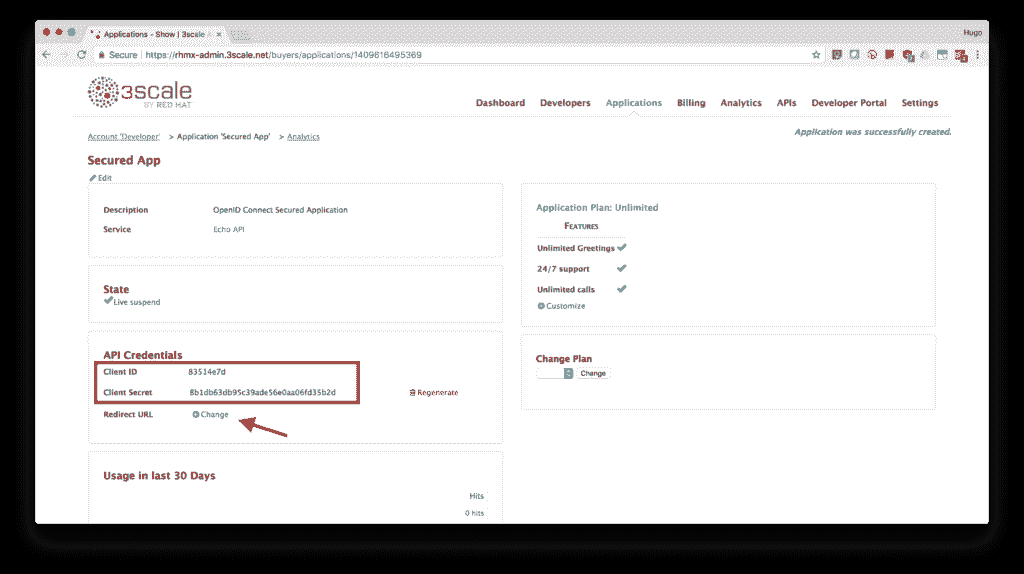 Applications - Show | 3scale
Hugo
Secure https://rhmx-admin.3scale.net/buyers/applications/1409616495369
3scale
BY RED HAT
Dashboard Developers Applications Billing Analytics APIs Developer Portal Settings
Account 'Developer' > Application 'Secured App' > Analytics
Application was successfully created.
Secured App
Edit
Description OpenID Connect Secured Application
Service Echo API
State
Live suspend
API Credentials
Client ID 83514e7d
Client Secret 8b1db63db95c39ade56e0aa06fd35b2d
Regenerate
Redirect URL Change
Usage in last 30 Days
Hits
0 hits
Application Plan: Unlimited
FEATURES
Unlimited Greetings
24/7 support
Unlimited calls
Customize
Change Plan
Change